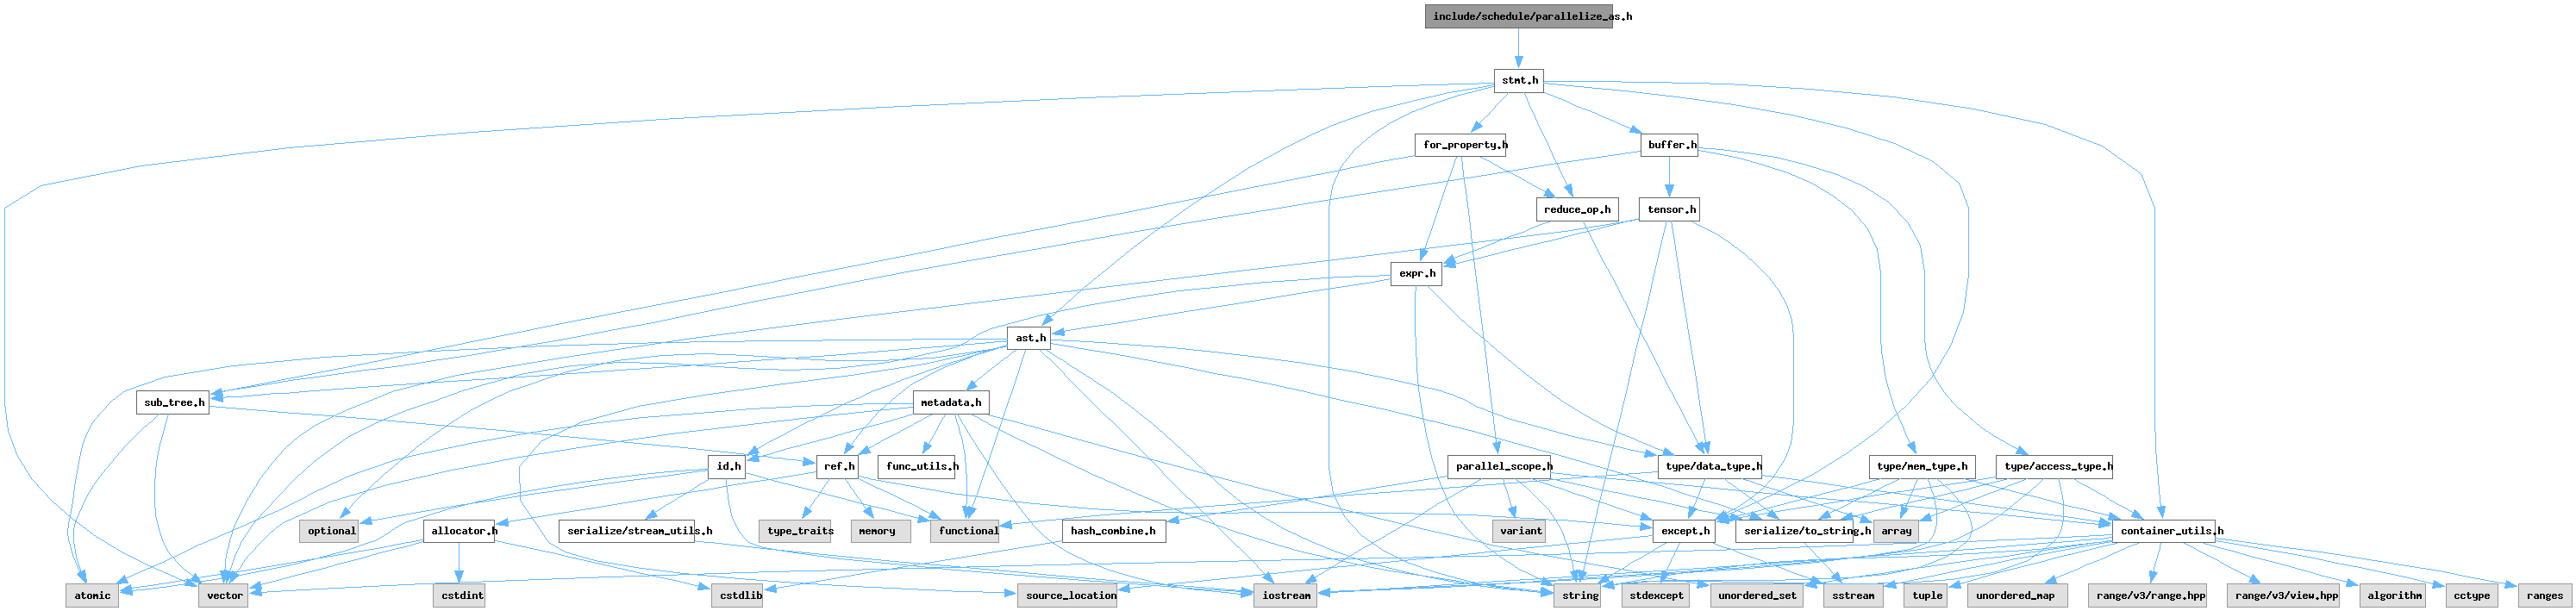 include/schedule/parallelize_as.h
stmt.h
for_property.h
buffer.h
reduce_op.h
tensor.h
expr.h
ast.h
sub_tree.h
metadata.h
id.h
ref.h
func_utils.h
parallel_scope.h
type/data_type.h
type/mem_type.h
type/access_type.h
optional
allocator.h
serialize/stream_utils.h
type_traits
memory
functional
hash_combine.h
variant
except.h
serialize/to_string.h
array
container_utils.h
atomic
vector
cstdint
cstdlib
source_location
iostream
string
stdexcept
unordered_set
sstream
tuple
unordered_map
range/v3/range.hpp
range/v3/view.hpp
algorithm
cctype
ranges